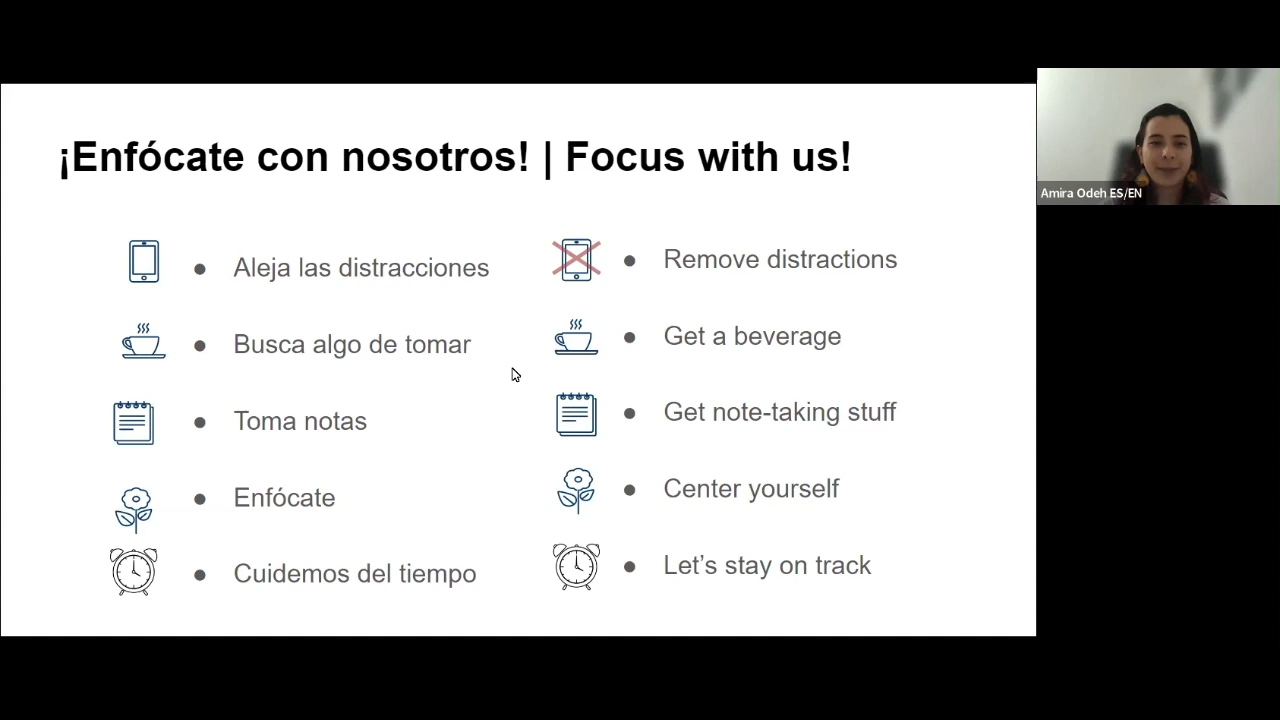 ¡Enfócate con nosotros! | Focus with us!
● Aleja las distracciones
● Busca algo de tomar
● Toma notas
● Enfócate
● Cuidemos del tiempo
● Remove distractions
● Get a beverage
● Get note-taking stuff
● Center yourself
● Let’s stay on track
Amira Odeh ES/EN